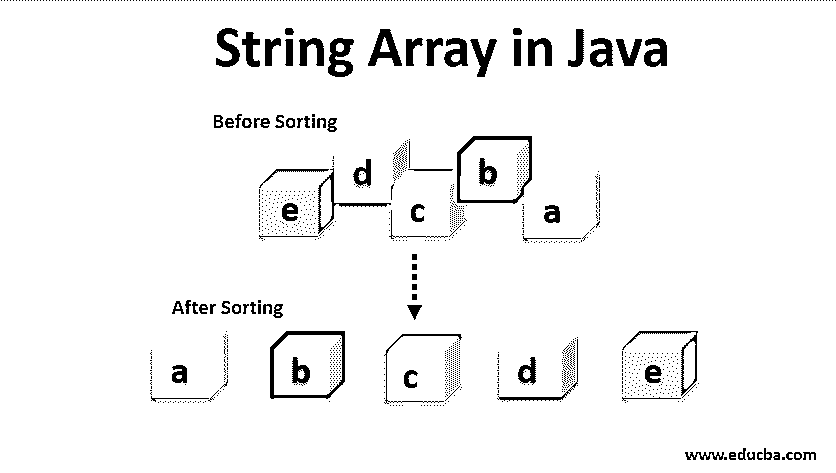 String Array in Java
Before Sorting
e d c b a
After Sorting
a b c d e
www.educba.com